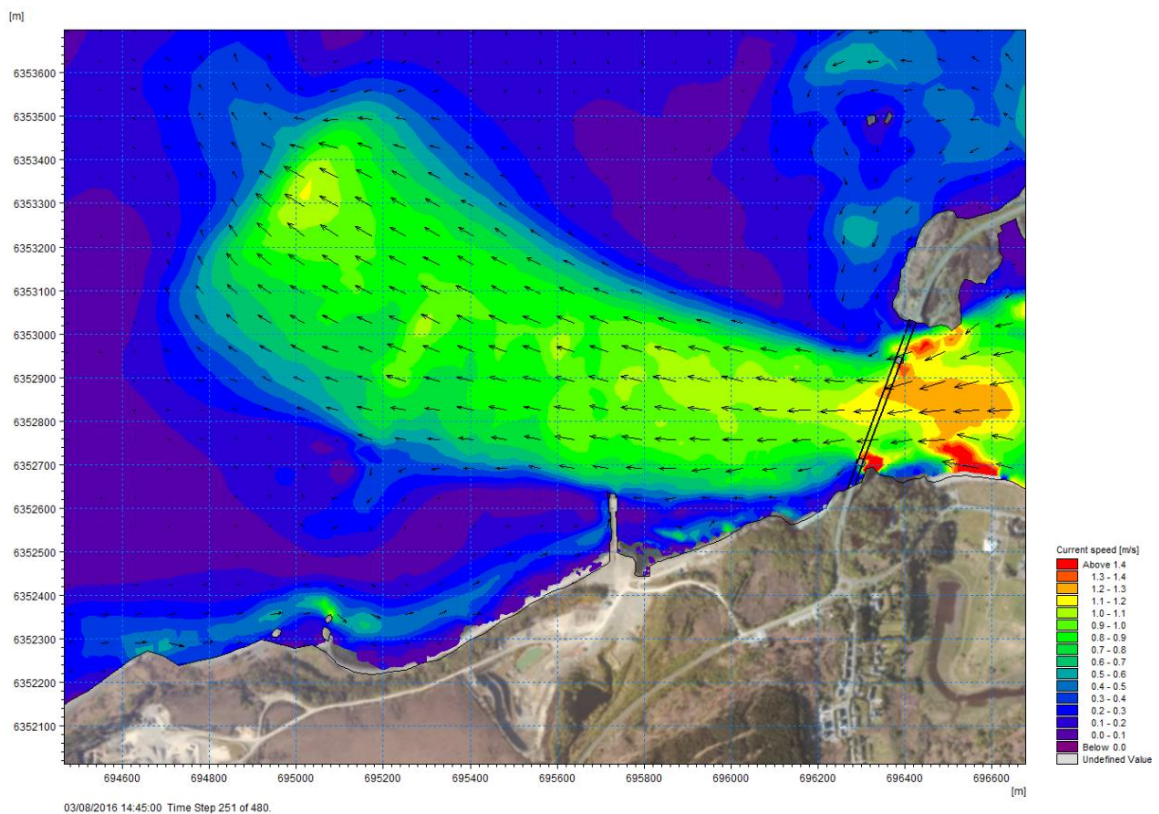 [m]
6353600
6353500
6353400
6353300
6353200
6353100
6353000
6352900
6352800
6352700
6352600
6352500
6352400
6352300
6352200
6352100
694600 694800 695000 695200 695400 695600 695800 696000 696200 696400 696600
[m]
03/08/2016 14:45:00 Time Step 251 of 480.
Current speed [m/s]
Above 1.4
1.3 - 1.4
1.2 - 1.3
1.1 - 1.2
1.0 - 1.1
0.9 - 1.0
0.8 - 0.9
0.7 - 0.8
0.6 - 0.7
0.5 - 0.6
0.4 - 0.5
0.3 - 0.4
0.2 - 0.3
0.1 - 0.2
0.0 - 0.1
Below 0.0
Undefined Value